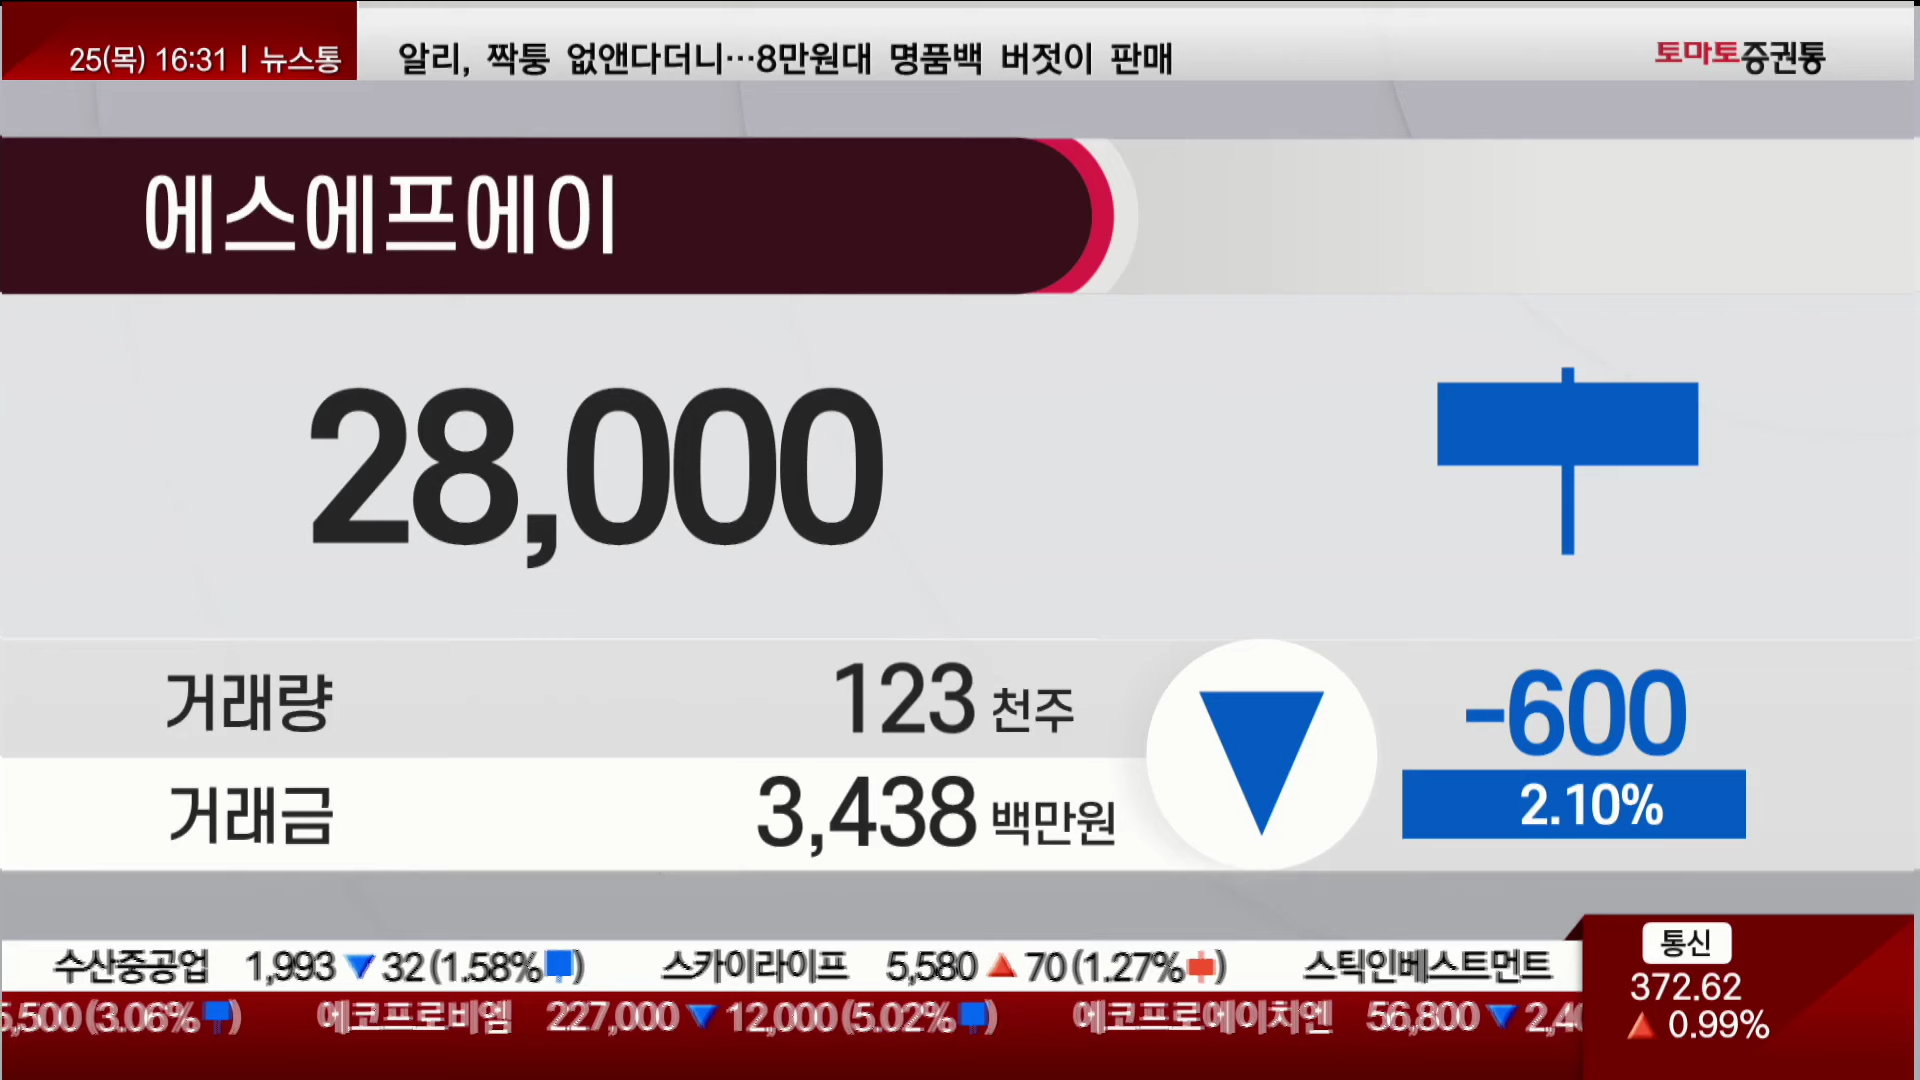 25(목) 16:31 | 뉴스통
알리, 짝퉁 없앤다더니…8만원대 명품백 버젓이 판매
토마토증권통
에스에프에이
28,000
거래량 123 천주
-600
거래금 3,438 백만원
2.10%
수산중공업 1,993 ▼ 32 (1.58%) 스카이라이프 5,580 ▲ 70 (1.27%) 스틱인베스트먼트
5,500 (3.06%) 에코프로비엠 227,000 ▼ 12,000 (5.02%) 에코프로에이치엔 56,800 ▼
통신
372.62
▲ 0.99%